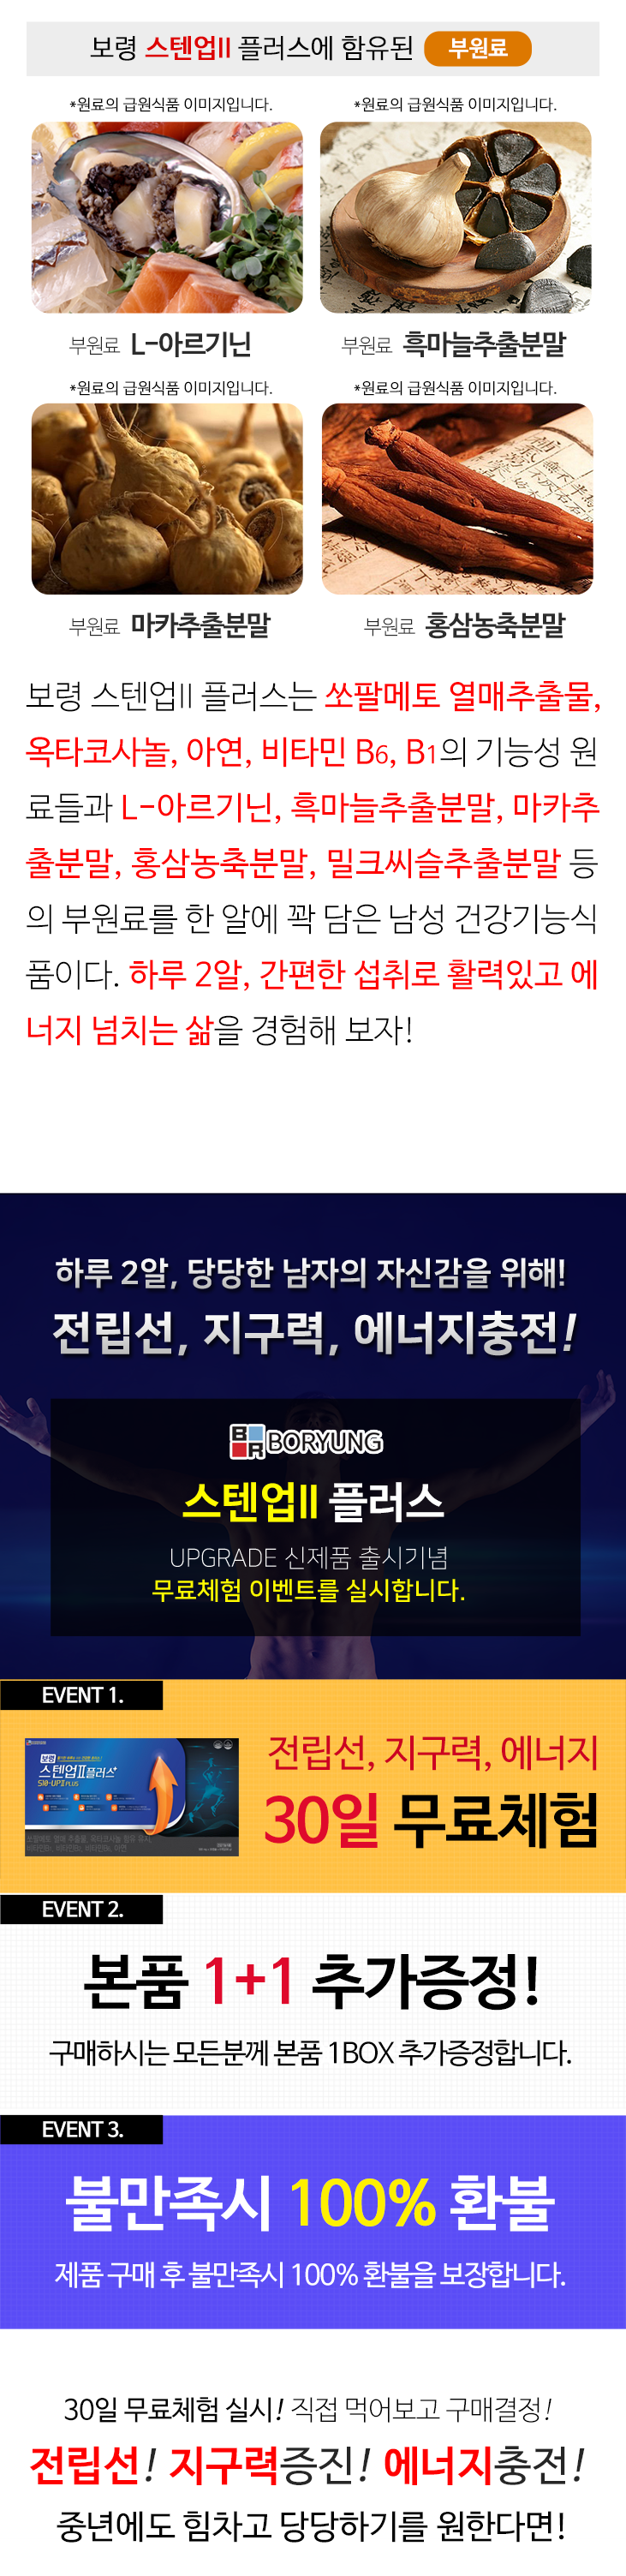 보령 스텐업II 플러스에 함유된 부원료
*원료의 급원식품 이미지입니다. *원료의 급원식품 이미지입니다.
부원료 L-아르기닌 부원료 흑마늘추출분말
*원료의 급원식품 이미지입니다. *원료의 급원식품 이미지입니다.
부원료 마카추출분말 부원료 홍삼농축분말
보령 스텐업II 플러스는 쏘팔메토 열매추출물,
옥타코사놀, 아연, 비타민 B6, B1의 기능성 원
료들과 L-아르기닌, 흑마늘추출분말, 마카추
출분말, 홍삼농축분말, 밀크씨슬추출분말 등
의 부원료를 한 알에 꽉 담은 남성 건강기능식
품이다. 하루 2알, 간편한 섭취로 활력있고 에
너지 넘치는 삶을 경험해 보자!
하루 2알, 당당한 남자의 자신감을 위해!
전립선, 지구력, 에너지충전!
BR BORYUNG
스텐업II 플러스
UPGRADE 신제품 출시기념
무료체험 이벤트를 실시합니다.
EVENT 1.
보령
스텐업II플러스
전립선, 지구력, 에너지
30일 무료체험
EVENT 2.
본품 1+1 추가증정!
구매하시는 모든분께 본품 1BOX 추가증정합니다.
EVENT 3.
불만족시 100% 환불
제품 구매 후 불만족시 100% 환불을 보장합니다.
30일 무료체험 실시! 직접 먹어보고 구매결정!
전립선! 지구력증진! 에너지충전!
중년에도 힘차고 당당하기를 원한다면!